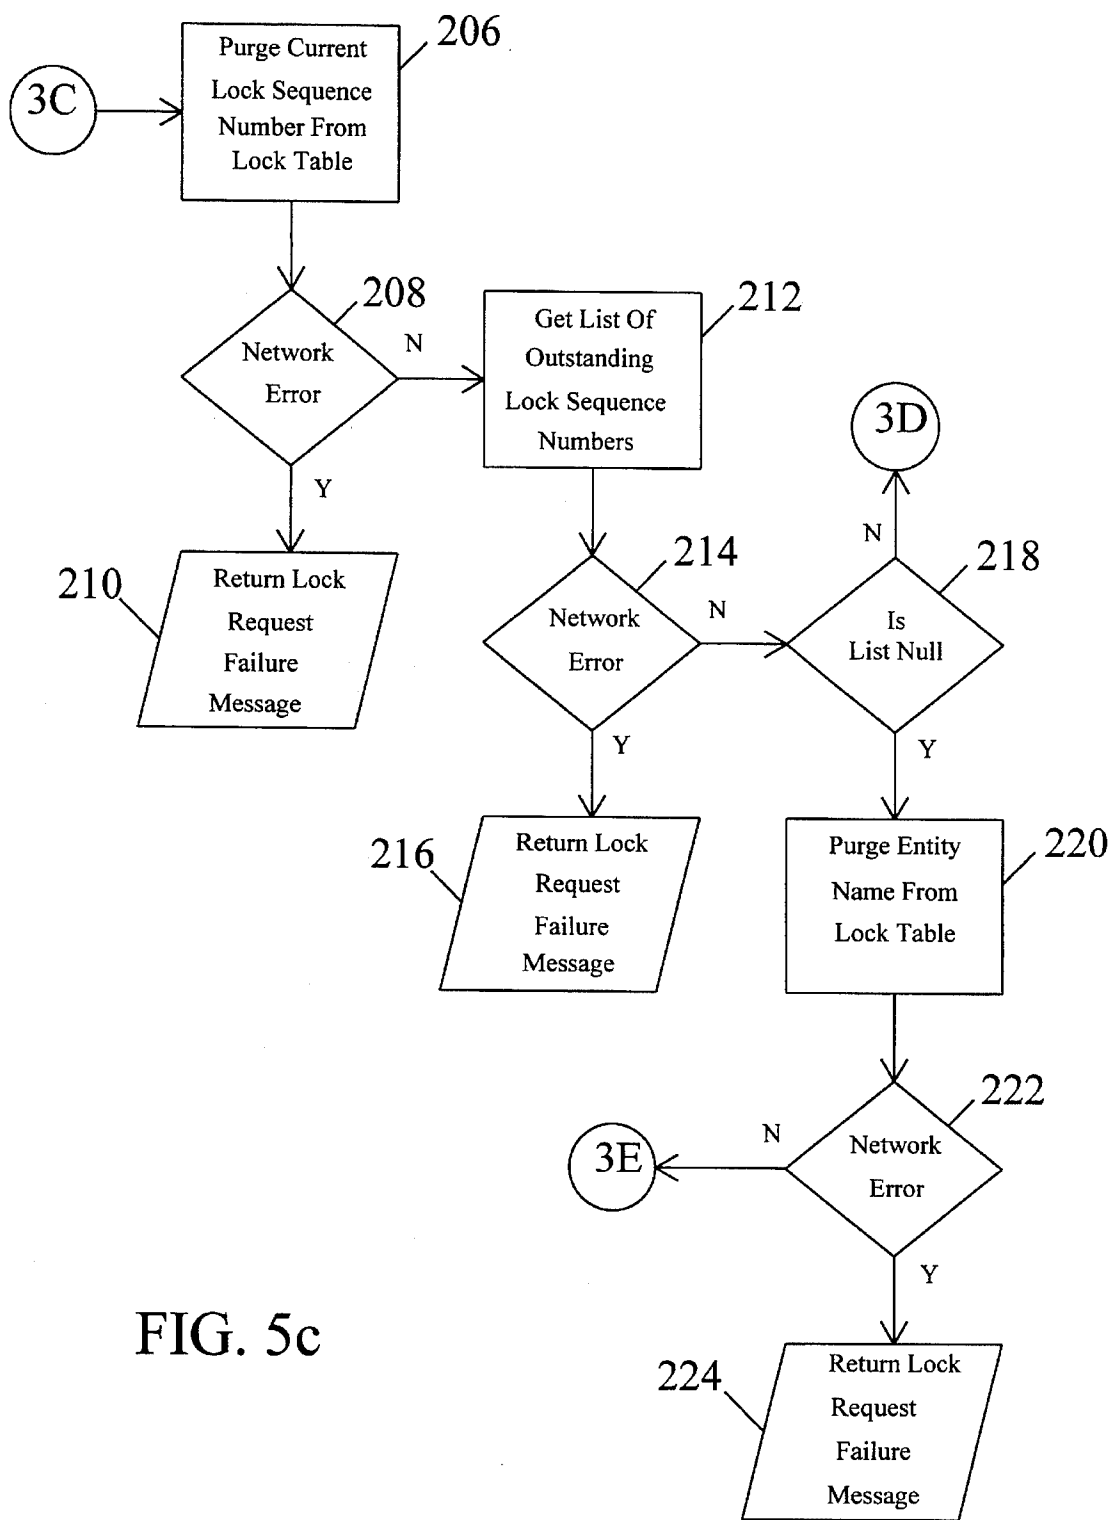 206
Purge Current
Lock Sequence
Number From
Lock Table
3C
208
Network
Error
N
Y
212
Get List Of
Outstanding
Lock Sequence
Numbers
3D
N
210
Return Lock
Request
Failure
Message
214
Network
Error
N
Y
218
Is
List Null
Y
216
Return Lock
Request
Failure
Message
220
Purge Entity
Name From
Lock Table
222
Network
Error
N
3E
Y
FIG. 5c
224
Return Lock
Request
Failure
Message